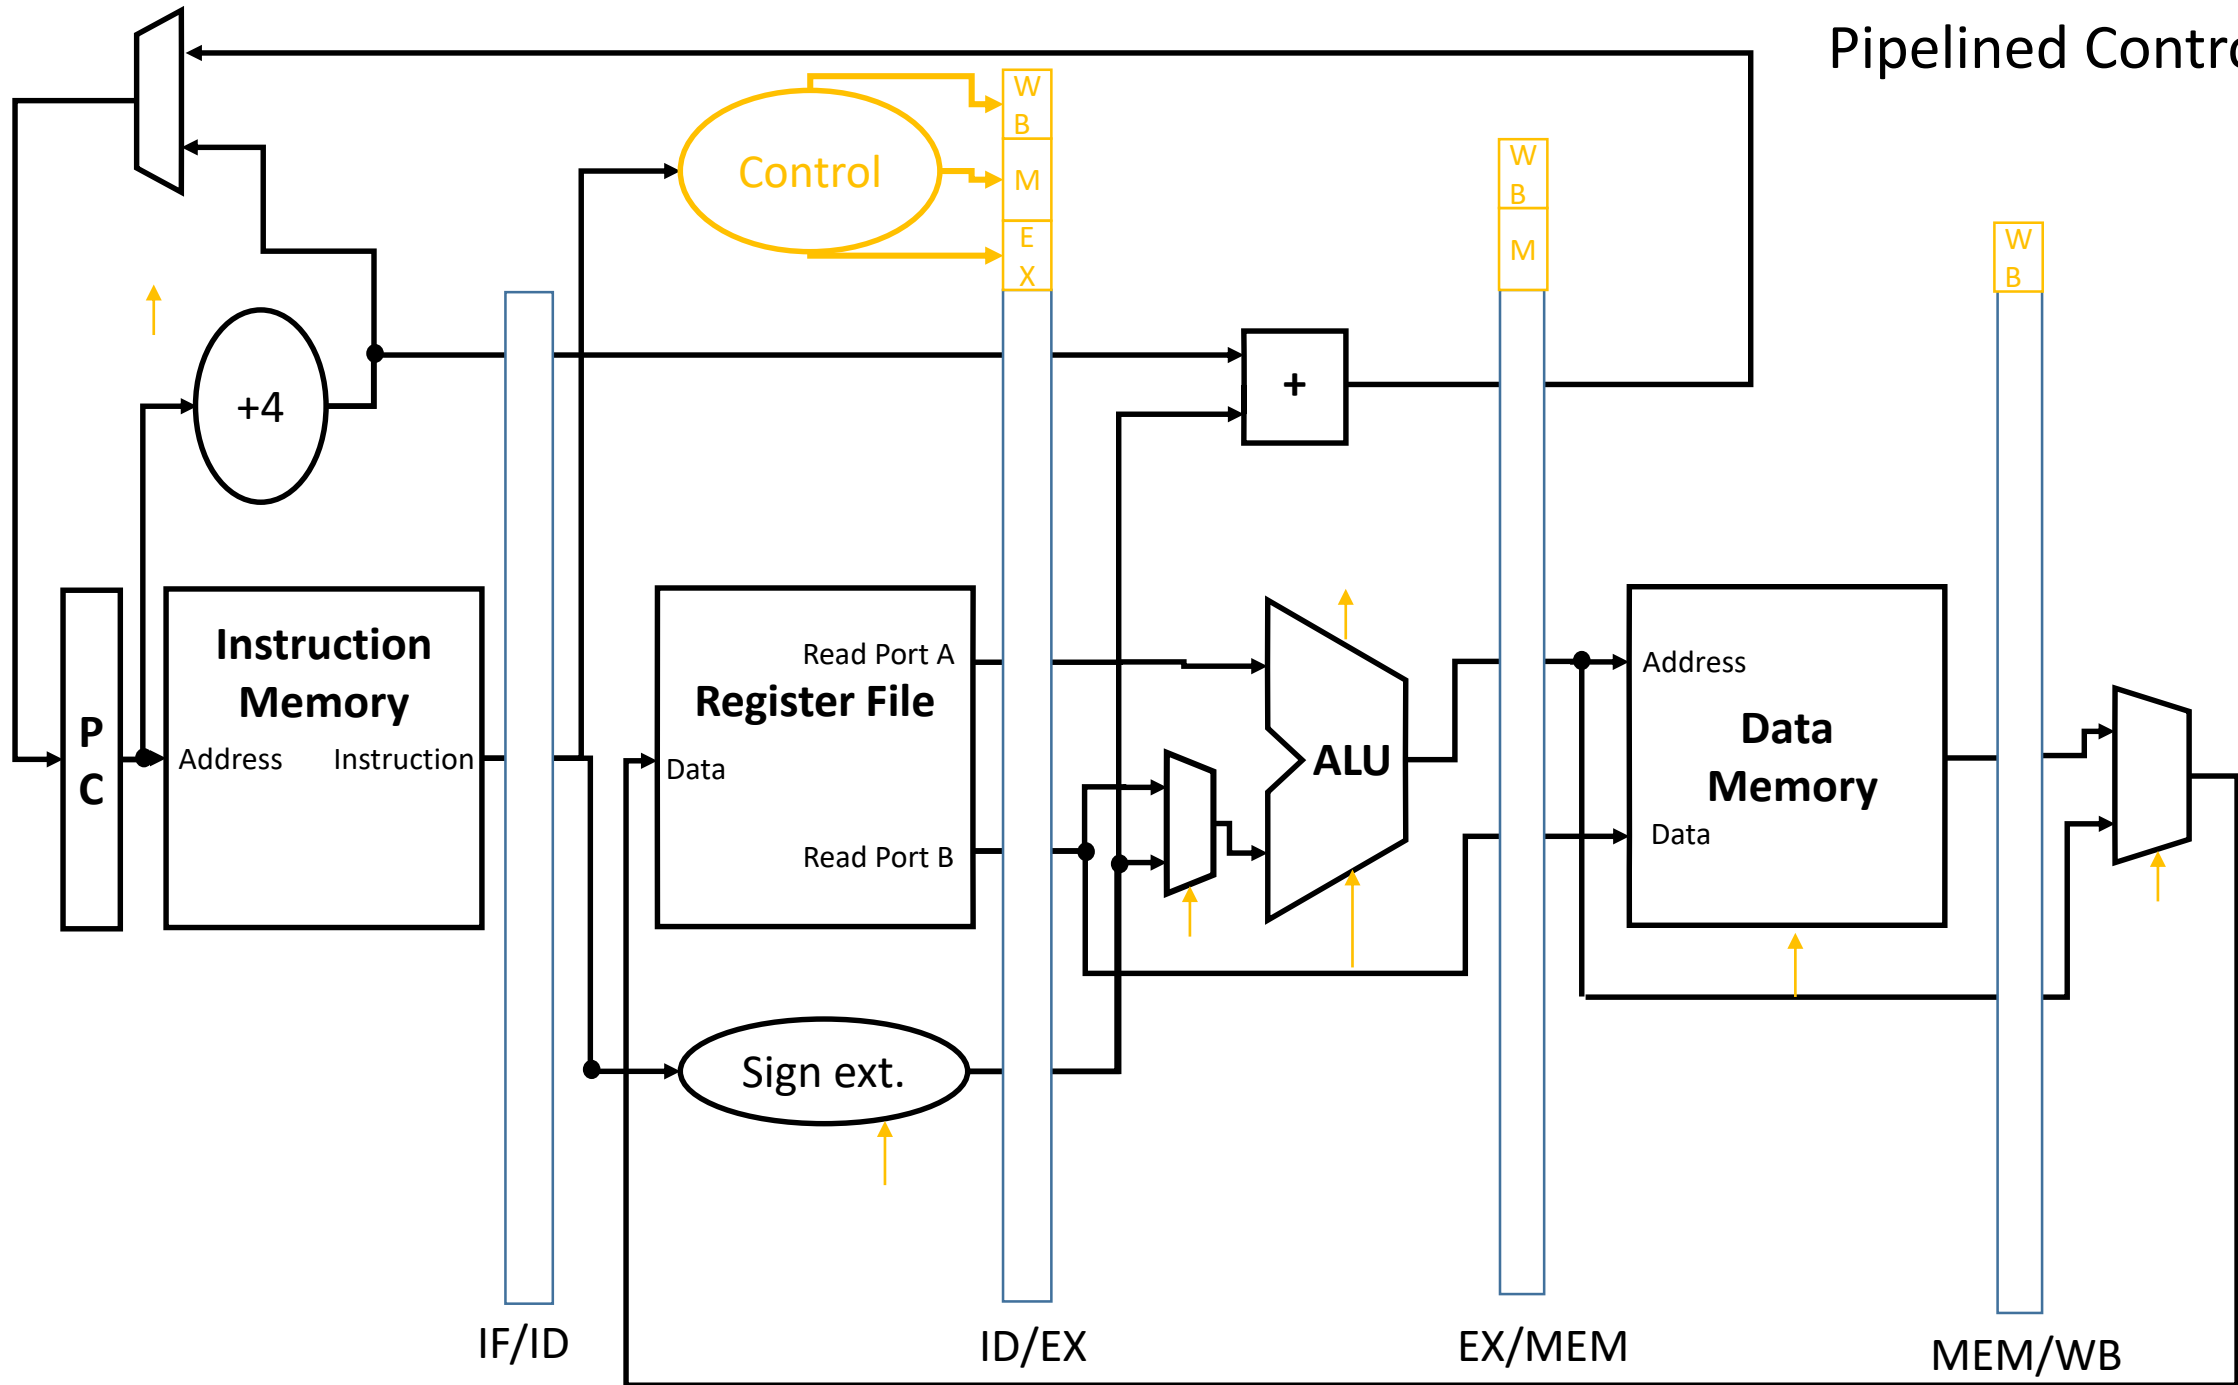 Pipelined Contro
W
B
M
E
X
Control
W
B
M
W
B
+4
+
P
C
Instruction
Memory
Address
Instruction
Read Port A
Register File
Data
Read Port B
ALU
Address
Data
Memory
Data
Sign ext.
IF/ID
ID/EX
EX/MEM
MEM/WB